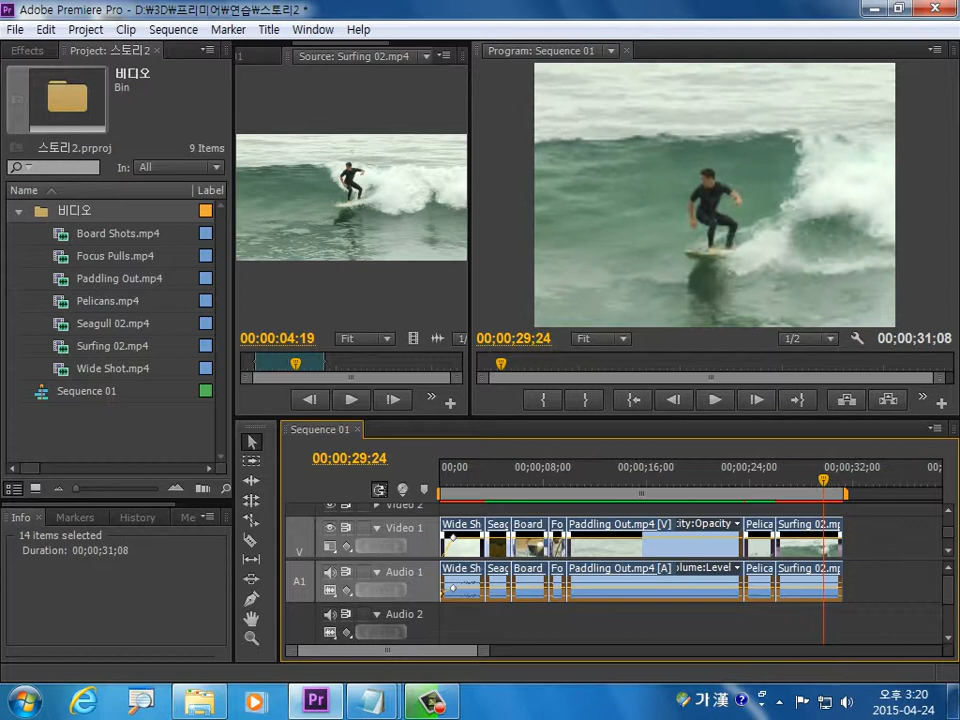 Adobe Premiere Pro - D:\3D\프리미어\연습\스토리2 *
File Edit Project Clip Sequence Marker Title Window Help
Effects Project: 스토리2
비디오
Bin
스토리2.prproj 9 Items
In: All
Name Label
비디오
Board Shots.mp4
Focus Pulls.mp4
Paddling Out.mp4
Pelicans.mp4
Seagull 02.mp4
Surfing 02.mp4
Wide Shot.mp4
Sequence 01
Info Markers History Me
14 items selected
Duration: 00;00;31;08
Source: Surfing 02.mp4
00:00:04:19 Fit 1/
Program: Sequence 01
00;00;29;24 Fit 1/2 00;00;31;08
Sequence 01
00;00;29;24
00;00 00;00;08;00 00;00;16;00 00;00;24;00 00;00;32;00 00;
Video 2
V Video 1
Wide Sh Seag Board Fo Paddling Out.mp4 [V] :ity:Opacity Pelica Surfing 02.mp
A1 Audio 1
Wide Sh Seag Board Fo Paddling Out.mp4 [A] olume:Level Pelica Surfing 02.mp
Audio 2
Pr
가 漢
오후 3:20
2015-04-24